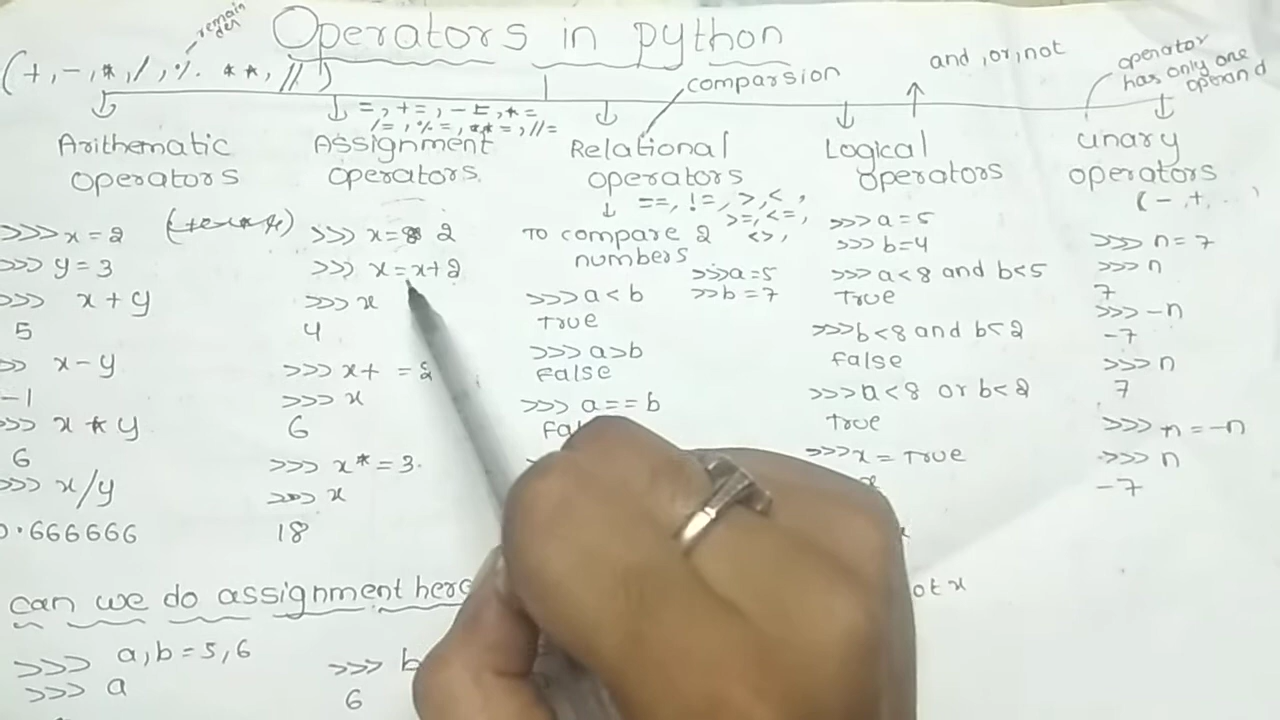 Operators in python
remain
der
(+,-,*,/,%. **,//)
=,+=,-=,*=
/=,%=,**=,//=
comparsion
and,or,not
operator
has only one
operand
Arithematic
operators
>>>x=2
>>>y=3
>>> x+y
5
>> x-y
-1
>>> x*y
6
>>> x/y
0.666666
Assignment
operators.
>>> x= 2
>>> x=x+2
>>> x
4
>>> x+ =2
>>> x
6
>>> x*=3.
>>> x
18
Relational
operators
==,!=,>,<,
>=,<=,
<>,
To compare 2
numbers
>>>a=5
>>b=7
>>>a<b
True
>>> a>b
False
>>> a==b
Logical
operators
>>>a=5
>>>b=4
>>>a<8 and b<5
True
>>>b<8 and b<2
False
>>>a<8 or b<2
True
>>>x=True
x
ot x
unary
operators
(-,+,. )
>>> n=7
>>> n
7
>>> -n
-7
>>> n
7
>>> n=-n
>>> n
-7
can we do assignment here
>>> a,b=5,6
>>> a
>>> b
6